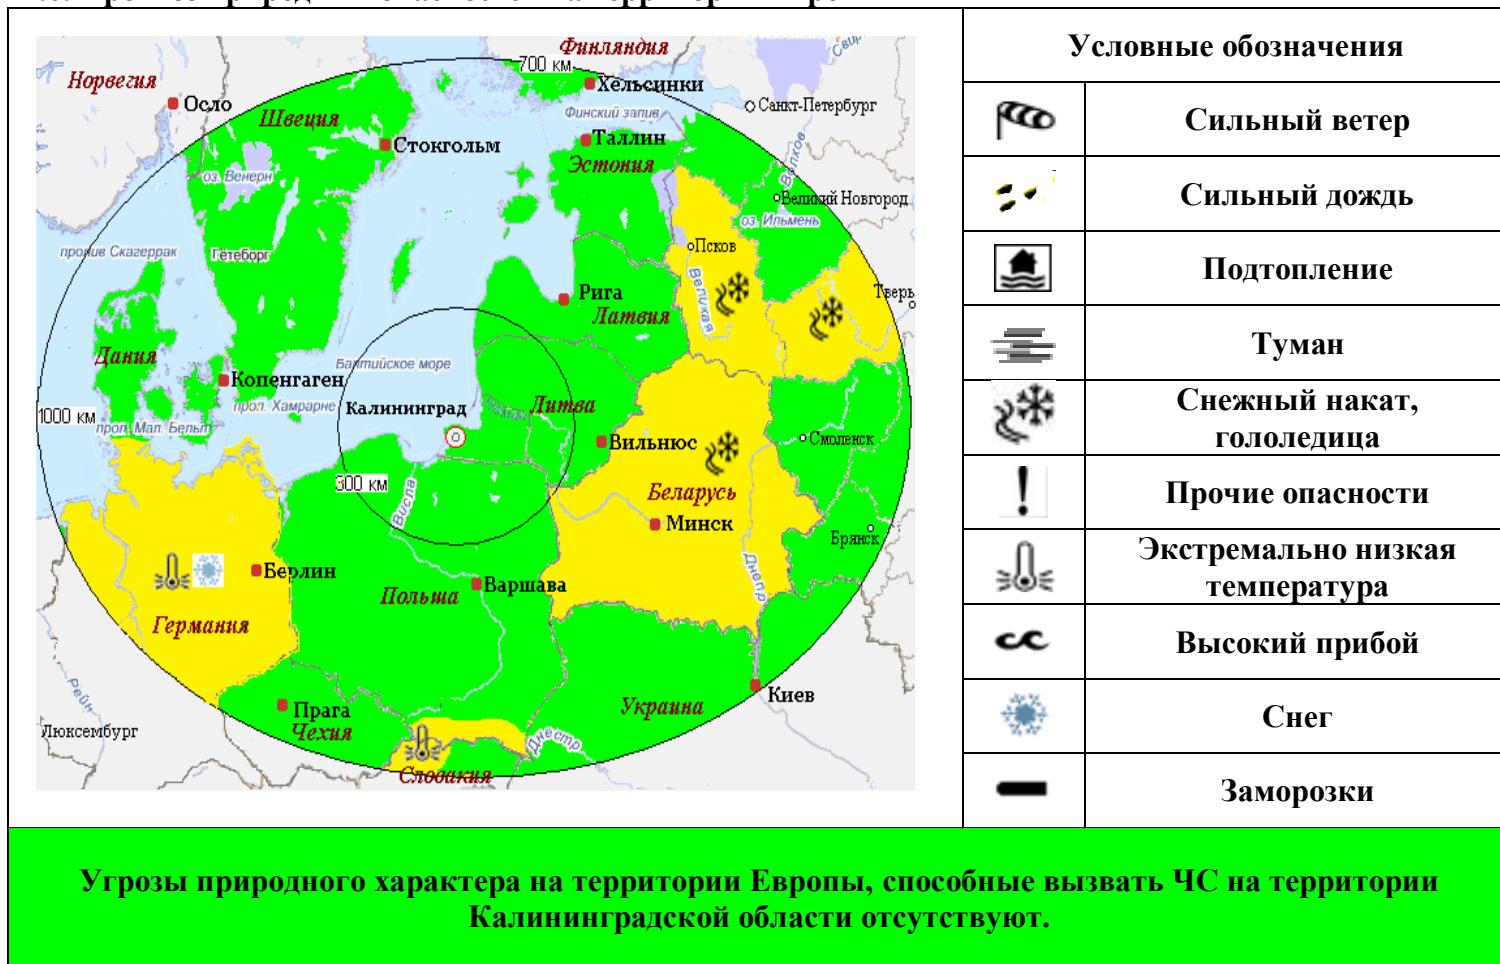 Условные обозначения
Сильный ветер
Сильный дождь
Подтопление
Туман
Снежный накат,
гололедица
Прочие опасности
Экстремально низкая
температура
Высокий прибой
Снег
Заморозки
Финляндия
700 км
Норвегия
Хельсинки
Осло
Санкт-Петербург
Швеция
Финский запив
Стокгольм
Таллин
Эстония
Волхов
оз. Венерн
Великий Новгород
оз. Ильмень
пролив Скагеррак
Гетеборг
Псков
Великая
Тверь
Рига
Латвия
Дания
Балтийское море
Копенгаген
прол. Хамрарне
Калининград
Литва
1000 км
прол. Мал. Бельт
Вильнюс
Смоленск
300 км
Висла
Беларусь
Минск
Брянск
Днепр
Берлин
Варшава
Польша
Германия
Рейн
Киев
Украина
Прага
Чехия
Люксембург
Днестр
Словакия
Угрозы природного характера на территории Европы, способные вызвать ЧС на территории
Калининградской области отсутствуют.